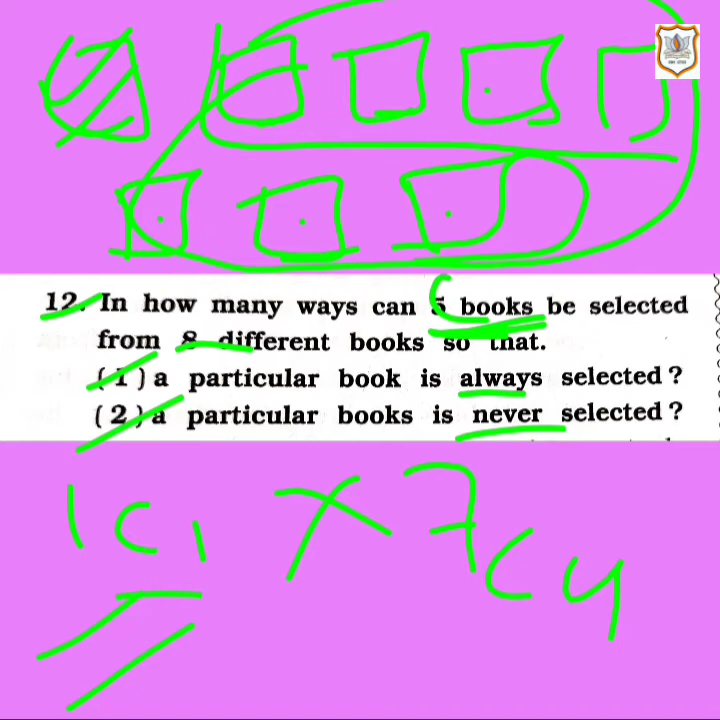 12. In how many ways can 5 books be selected
from 8 different books so that.
(1) a particular book is always selected?
(2) a particular books is never selected?
1C1 × 7C4